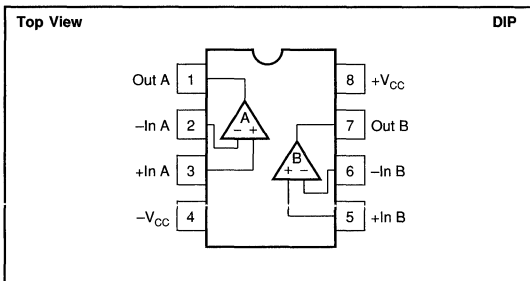 Top View DIP
Out A 1 8 +VCC
–In A 2 A – + 7 Out B
+In A 3 B + – 6 –In B
–VCC 4 5 +In B